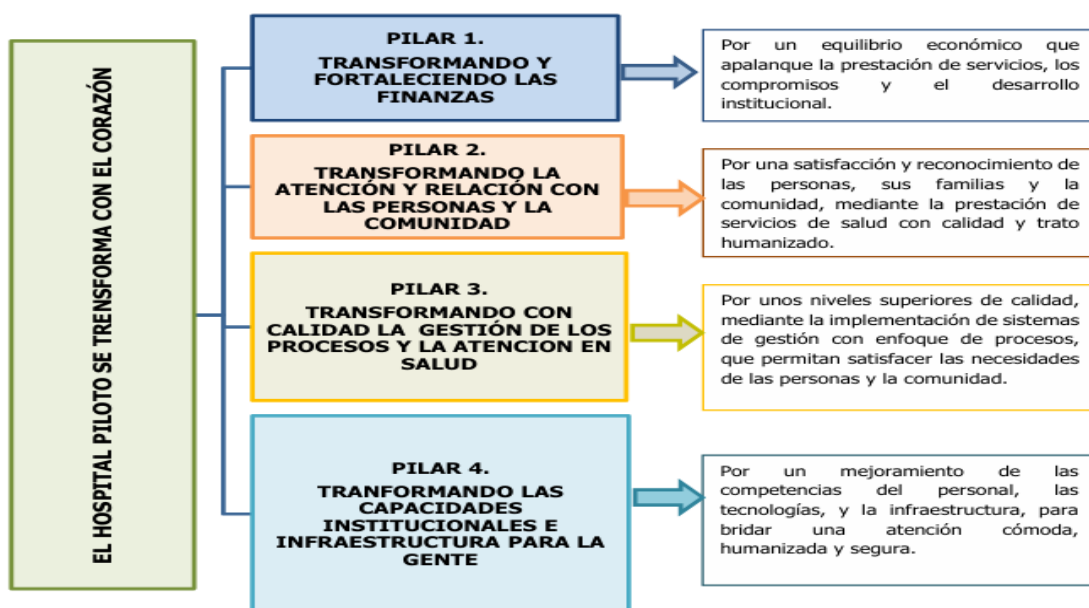 EL HOSPITAL PILOTO SE TRENSFORMA CON EL CORAZÓN
PILAR 1.
TRANSFORMANDO Y
FORTALECIENDO LAS
FINANZAS
Por un equilibrio económico que
apalanque la prestación de servicios, los
compromisos y el desarrollo
institucional.
PILAR 2.
TRANSFORMANDO LA
ATENCIÓN Y RELACIÓN CON
LAS PERSONAS Y LA
COMUNIDAD
Por una satisfacción y reconocimiento de
las personas, sus familias y la
comunidad, mediante la prestación de
servicios de salud con calidad y trato
humanizado.
PILAR 3.
TRANSFORMANDO CON
CALIDAD LA GESTIÓN DE LOS
PROCESOS Y LA ATENCION EN
SALUD
Por unos niveles superiores de calidad,
mediante la implementación de sistemas
de gestión con enfoque de procesos,
que permitan satisfacer las necesidades
de las personas y la comunidad.
PILAR 4.
TRANFORMANDO LAS
CAPACIDADES
INSTITUCIONALES E
INFRAESTRUCTURA PARA LA
GENTE
Por un mejoramiento de las
competencias del personal, las
tecnologías, y la infraestructura, para
bridar una atención cómoda,
humanizada y segura.